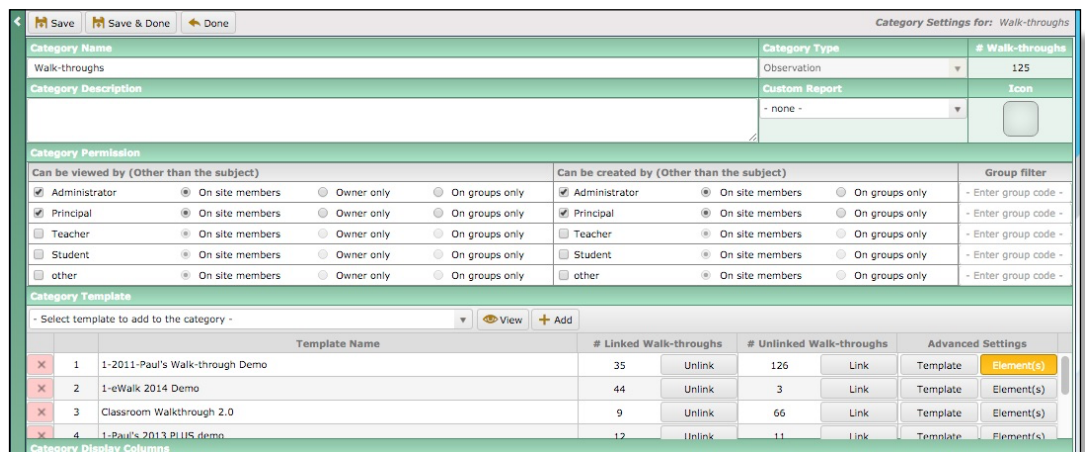 Save Save & Done Done Category Settings for: Walk-throughs
Category Name Category Type # Walk-throughs
Walk-throughs Observation 125
Category Description Custom Report Icon
- none -
Category Permission
Can be viewed by (Other than the subject) Can be created by (Other than the subject) Group filter
Administrator On site members Owner only On groups only Administrator On site members On groups only - Enter group code -
Principal On site members Owner only On groups only Principal On site members On groups only - Enter group code -
Teacher On site members Owner only On groups only Teacher On site members On groups only - Enter group code -
Student On site members Owner only On groups only Student On site members On groups only - Enter group code -
other On site members Owner only On groups only other On site members On groups only - Enter group code -
Category Template
- Select template to add to the category - View Add
Template Name # Linked Walk-throughs # Unlinked Walk-throughs Advanced Settings
1 1-2011-Paul's Walk-through Demo 35 Unlink 126 Link Template Element(s)
2 1-eWalk 2014 Demo 44 Unlink 3 Link Template Element(s)
3 Classroom Walkthrough 2.0 9 Unlink 66 Link Template Element(s)
4 1-Paul's 2013 PLUS demo 12 Unlink 11 Link Template Element(s)
Category Display Columns